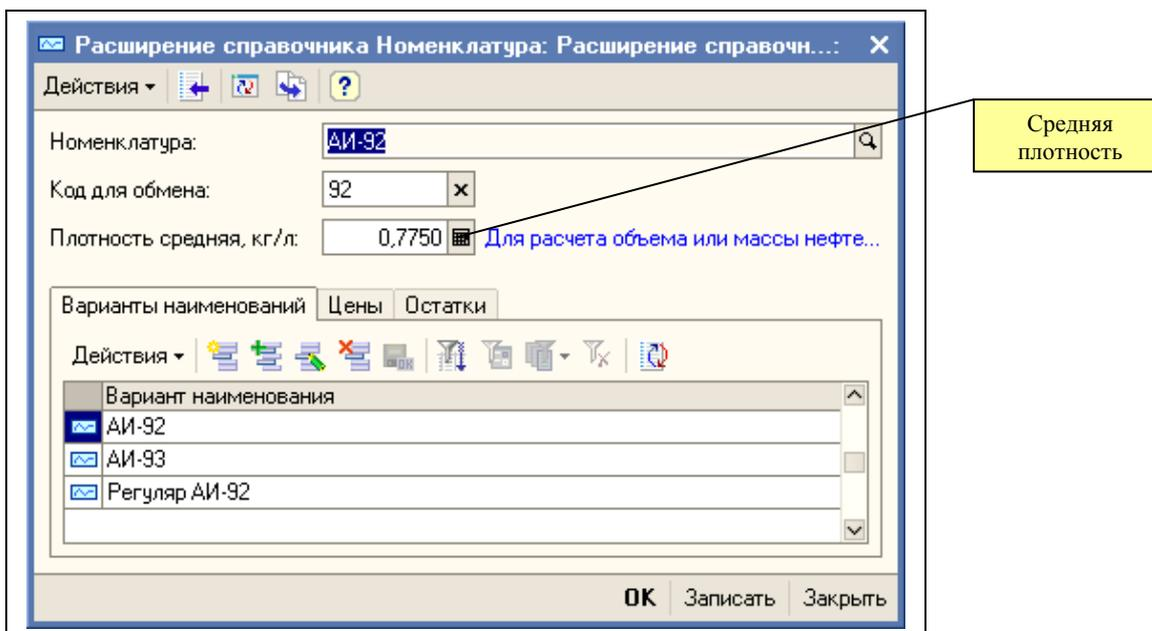 Расширение справочника Номенклатура: Расширение справочн...:
Действия
Номенклатура: АИ-92
Код для обмена: 92
Плотность средняя, кг/л: 0,7750 Для расчета объема или массы нефте...
Средняя
плотность
Варианты наименований Цены Остатки
Действия
Вариант наименования
АИ-92
АИ-93
Регуляр АИ-92
OK Записать Закрыть